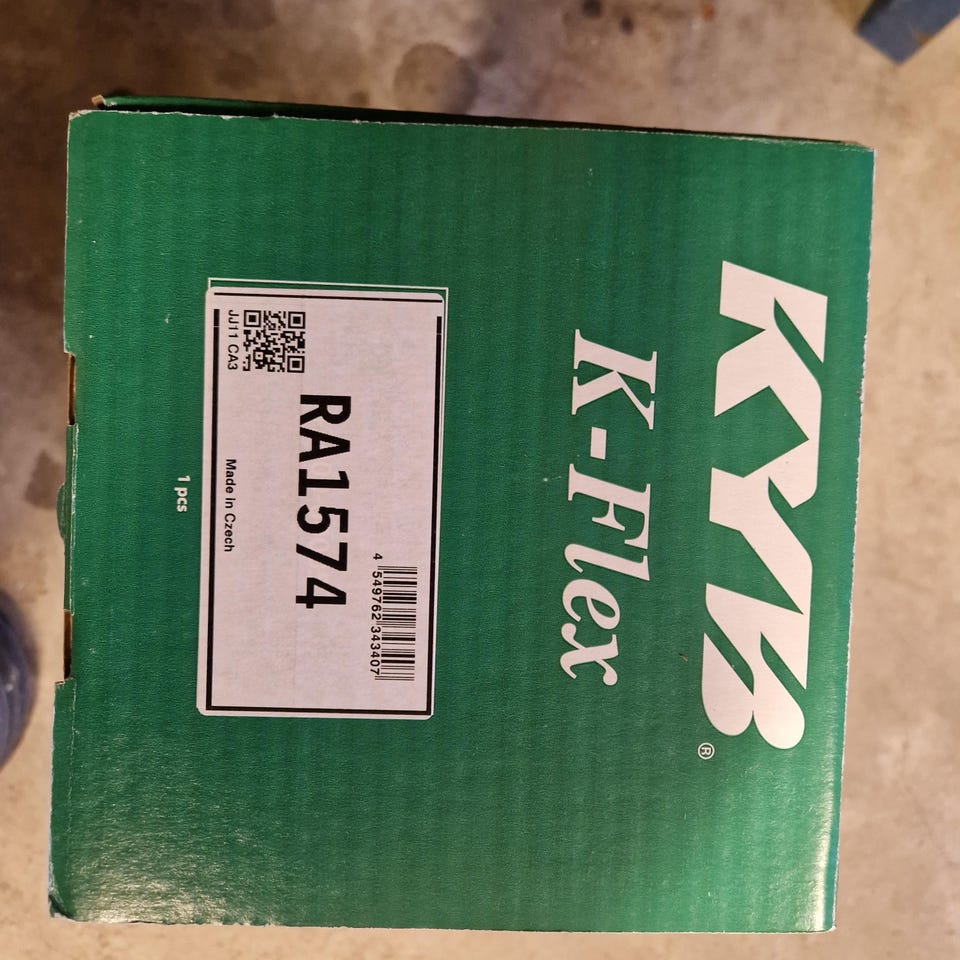 KYB®
K-Flex
4 549762 343407
RA1574
JJ11 CA3
Made in Czech
1 pcs